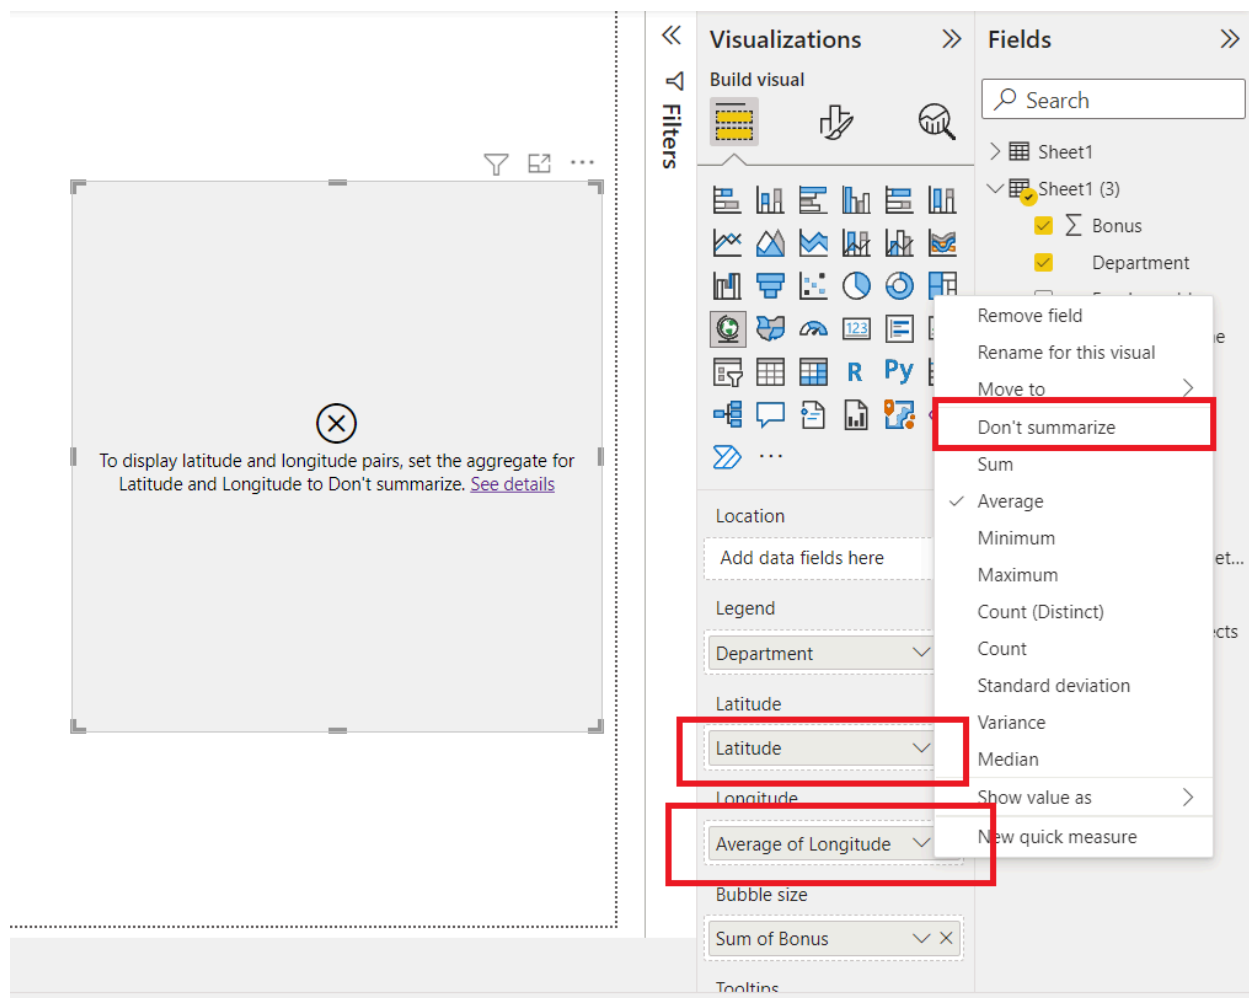 Visualizations
Fields
Build visual
Search
Filters
Sheet1
Sheet1 (3)
Bonus
Department
123
R
Py
Remove field
Rename for this visual
Move to
Don't summarize
Sum
Average
Minimum
Maximum
Count (Distinct)
Count
Standard deviation
Variance
Median
Show value as
New quick measure
To display latitude and longitude pairs, set the aggregate for
Latitude and Longitude to Don't summarize. See details
Location
Add data fields here
Legend
Department
Latitude
Latitude
Longitude
Average of Longitude
Bubble size
Sum of Bonus
Tooltips